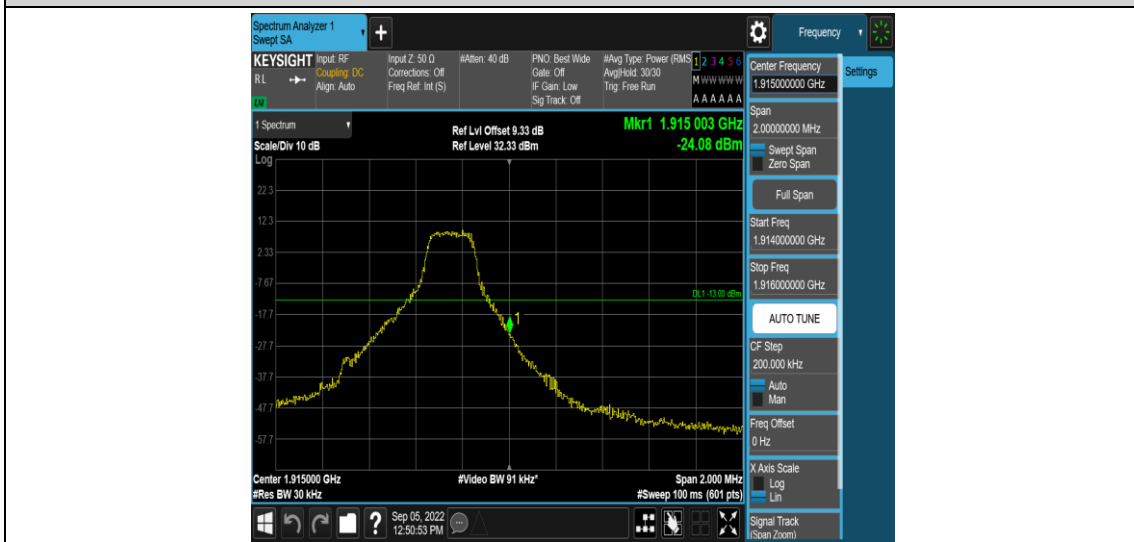 Spectrum Analyzer 1
Swept SA
+
Frequency
KEYSIGHT
RL
Input: RF
Coupling: DC
Align: Auto
Input Z: 50 Ω
Corrections: Off
Freq Ref: Int (S)
#Atten: 40 dB
PNO: Best Wide
Gate: Off
IF Gain: Low
Sig Track: Off
#Avg Type: Power (RMS
Avg|Hold: 30/30
Trig: Free Run
1 2 3 4 5 6
M W W W W W
A A A A A A
1 Spectrum
Ref Lvl Offset 9.33 dB
Mkr1 1.915 003 GHz
Scale/Div 10 dB
Ref Level 32.33 dBm
-24.08 dBm
Log
22.3
12.3
2.33
-7.67
DL1 -13.00 dBm
-17.7
1
-27.7
-37.7
-47.7
-57.7
Center 1.915000 GHz
#Video BW 91 kHz*
Span 2.000 MHz
#Res BW 30 kHz
#Sweep 100 ms (601 pts)
?
Sep 05, 2022
12:50:53 PM
Center Frequency
1.915000000 GHz
Settings
Span
2.00000000 MHz
Swept Span
Zero Span
Full Span
Start Freq
1.914000000 GHz
Stop Freq
1.916000000 GHz
AUTO TUNE
CF Step
200.000 kHz
Auto
Man
Freq Offset
0 Hz
X Axis Scale
Log
Lin
Signal Track
(Span Zoom)